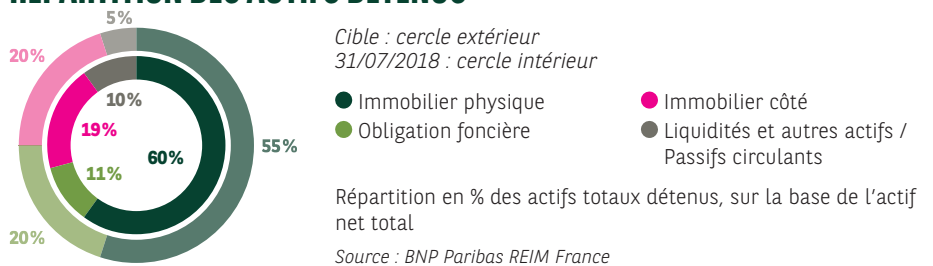 5%
20%
10%
19%
60%
11%
55%
20%
Cible : cercle extérieur
31/07/2018 : cercle intérieur
Immobilier physique
Obligation foncière
Immobilier côté
Liquidités et autres actifs /
Passifs circulants
Répartition en % des actifs totaux détenus, sur la base de l'actif
net total
Source : BNP Paribas REIM France